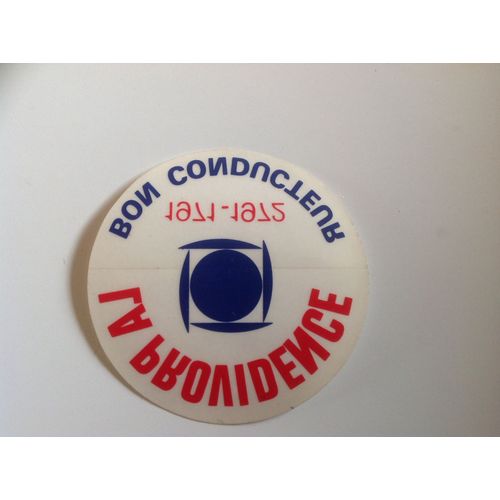 BON CONDUCTEUR
1971-1972
LA PROVIDENCE